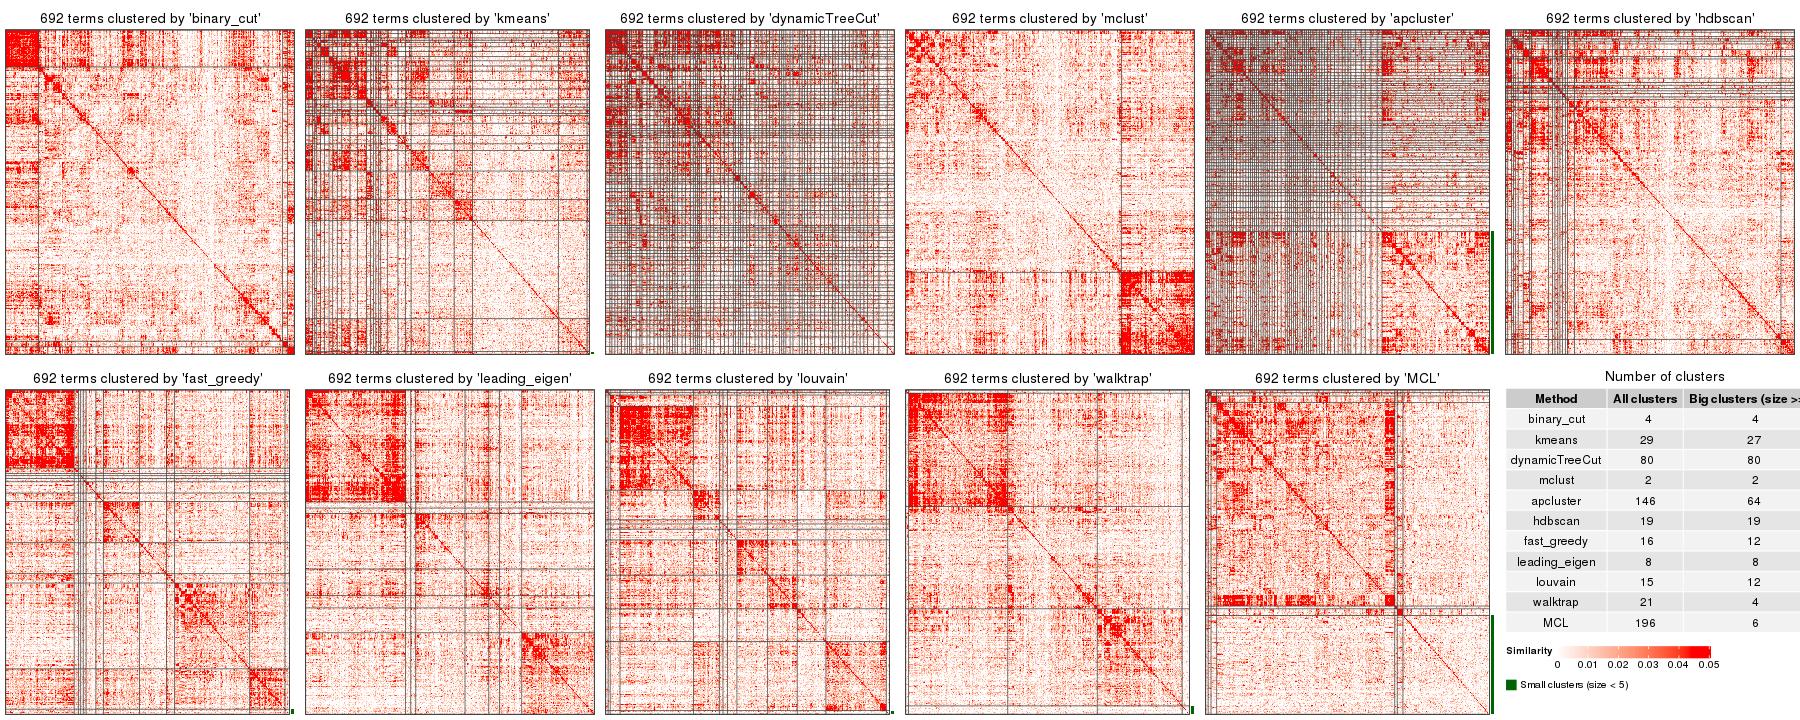 692 terms clustered by 'binary_cut'
692 terms clustered by 'kmeans'
692 terms clustered by 'dynamicTreeCut'
692 terms clustered by 'mclust'
692 terms clustered by 'apcluster'
692 terms clustered by 'hdbscan'
692 terms clustered by 'fast_greedy'
692 terms clustered by 'leading_eigen'
692 terms clustered by 'louvain'
692 terms clustered by 'walktrap'
692 terms clustered by 'MCL'
Number of clusters
Method All clusters Big clusters (size >
binary_cut 4 4
kmeans 29 27
dynamicTreeCut 80 80
mclust 2 2
apcluster 146 64
hdbscan 19 19
fast_greedy 16 12
leading_eigen 8 8
louvain 15 12
walktrap 21 4
MCL 196 6
Similarity
0 0.01 0.02 0.03 0.04 0.05
Small clusters (size < 5)